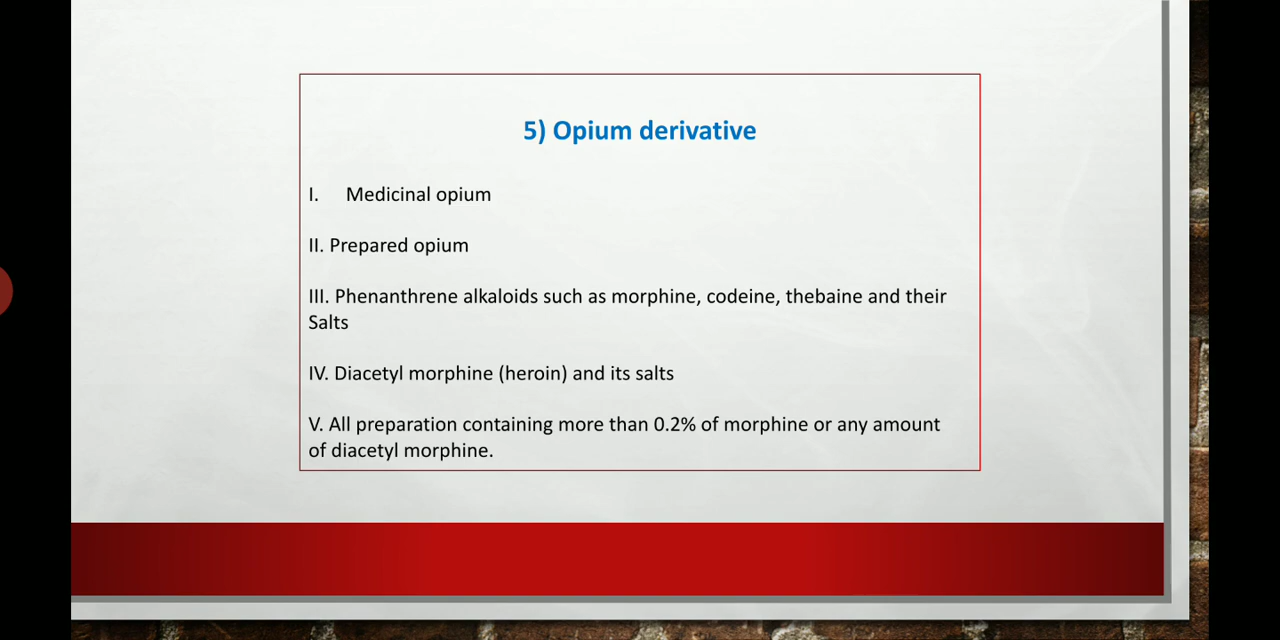 5) Opium derivative
I. Medicinal opium
II. Prepared opium
III. Phenanthrene alkaloids such as morphine, codeine, thebaine and their
Salts
IV. Diacetyl morphine (heroin) and its salts
V. All preparation containing more than 0.2% of morphine or any amount
of diacetyl morphine.